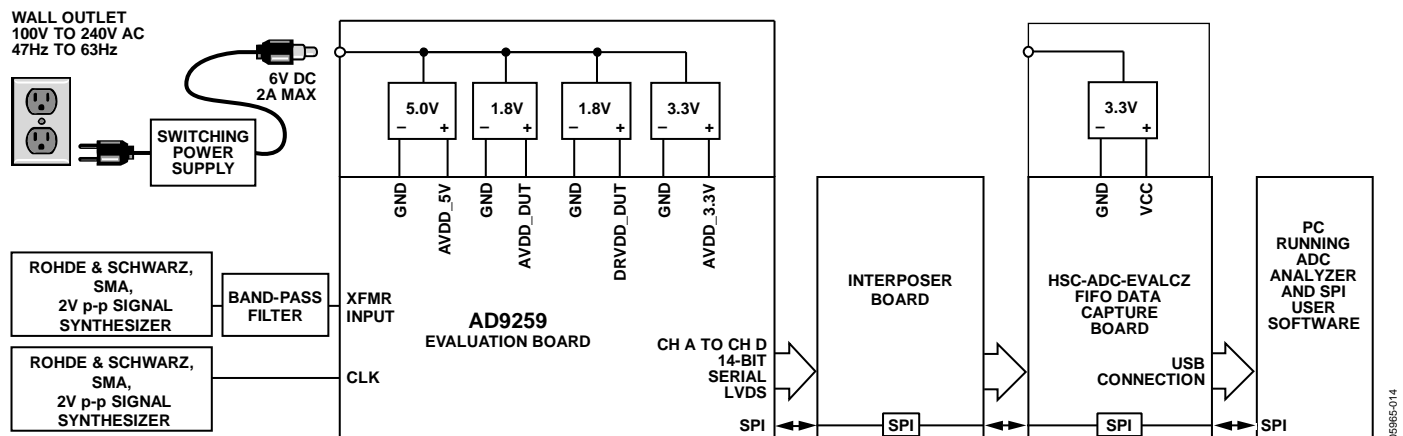 WALL OUTLET
100V TO 240V AC
47Hz TO 63Hz
6V DC
2A MAX
SWITCHING
POWER
SUPPLY
5.0V
– +
1.8V
– +
1.8V
– +
3.3V
– +
3.3V
– +
GND
AVDD_5V
GND
AVDD_DUT
GND
DRVDD_DUT
GND
AVDD_3.3V
GND
VCC
ROHDE & SCHWARZ,
SMA,
2V p-p SIGNAL
SYNTHESIZER
BAND-PASS
FILTER
XFMR
INPUT
ROHDE & SCHWARZ,
SMA,
2V p-p SIGNAL
SYNTHESIZER
CLK
AD9259
EVALUATION BOARD
CH A TO CH D
14-BIT
SERIAL
LVDS
SPI
INTERPOSER
BOARD
SPI
HSC-ADC-EVALCZ
FIFO DATA
CAPTURE
BOARD
USB
CONNECTION
SPI
PC
RUNNING
ADC
ANALYZER
AND SPI
USER
SOFTWARE
SPI
05965-014